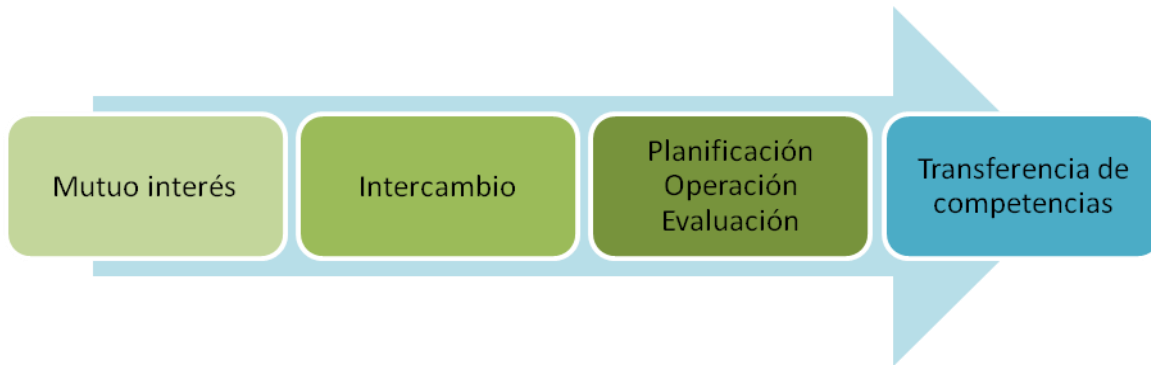 Mutuo interés
Intercambio
Planificación
Operación
Evaluación
Transferencia de
competencias